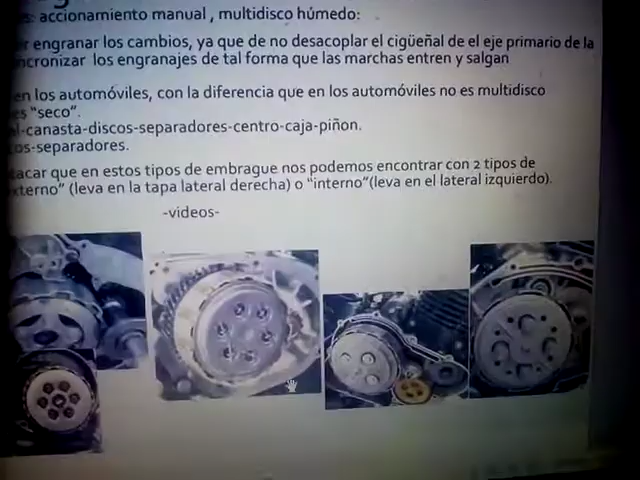 accionamiento manual , multidisco húmedo:
engranar los cambios, ya que de no desacoplar el cigüeñal de el eje primario de la
los engranajes de tal forma que las marchas entren y salgan
en los automóviles, con la diferencia que en los automóviles no es multidisco
es “seco”.
-canasta-discos-separadores-centro-caja-piñon.
-separadores.
que en estos tipos de embrague nos podemos encontrar con 2 tipos de
(leva en la tapa lateral derecha) o “interno”(leva en el lateral izquierdo).
-videos-